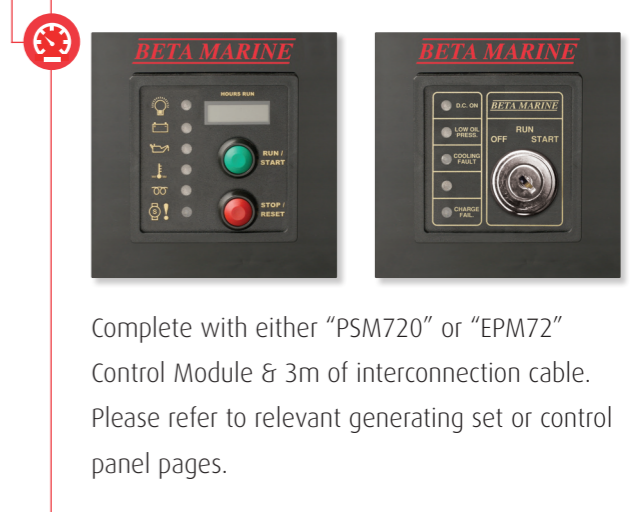 BETA MARINE
HOURS RUN
RUN /
START
STOP /
RESET
BETA MARINE
D.C. ON
LOW OIL
PRESS.
COOLING
FAULT
CHARGE
FAIL.
BETA MARINE
RUN
OFF START
Complete with either “PSM720” or “EPM72”
Control Module & 3m of interconnection cable.
Please refer to relevant generating set or control
panel pages.